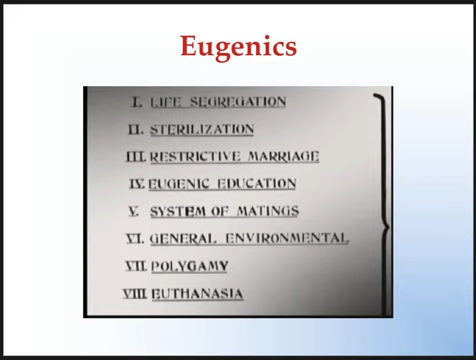 Eugenics
I. LIFE SEGREGATION
II. STERILIZATION
III. RESTRICTIVE MARRIAGE
IV. EUGENIC EDUCATION
V. SYSTEM OF MATINGS
VI. GENERAL ENVIRONMENTAL
VII. POLYGAMY
VIII. EUTHANASIA